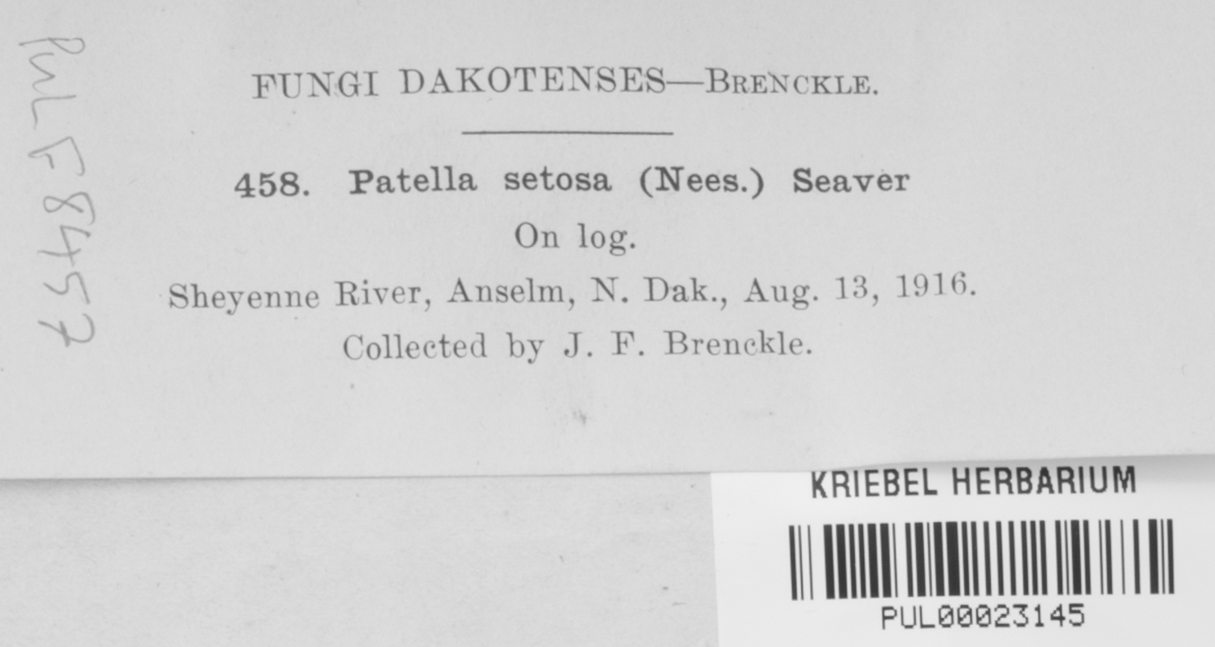 FUNGI DAKOTENSES—BRENCKLE.
458. Patella setosa (Nees.) Seaver
On log.
Sheyenne River, Anselm, N. Dak., Aug. 13, 1916.
Collected by J. F. Brenckle.
PUL F8457
KRIEBEL HERBARIUM
PUL00023145